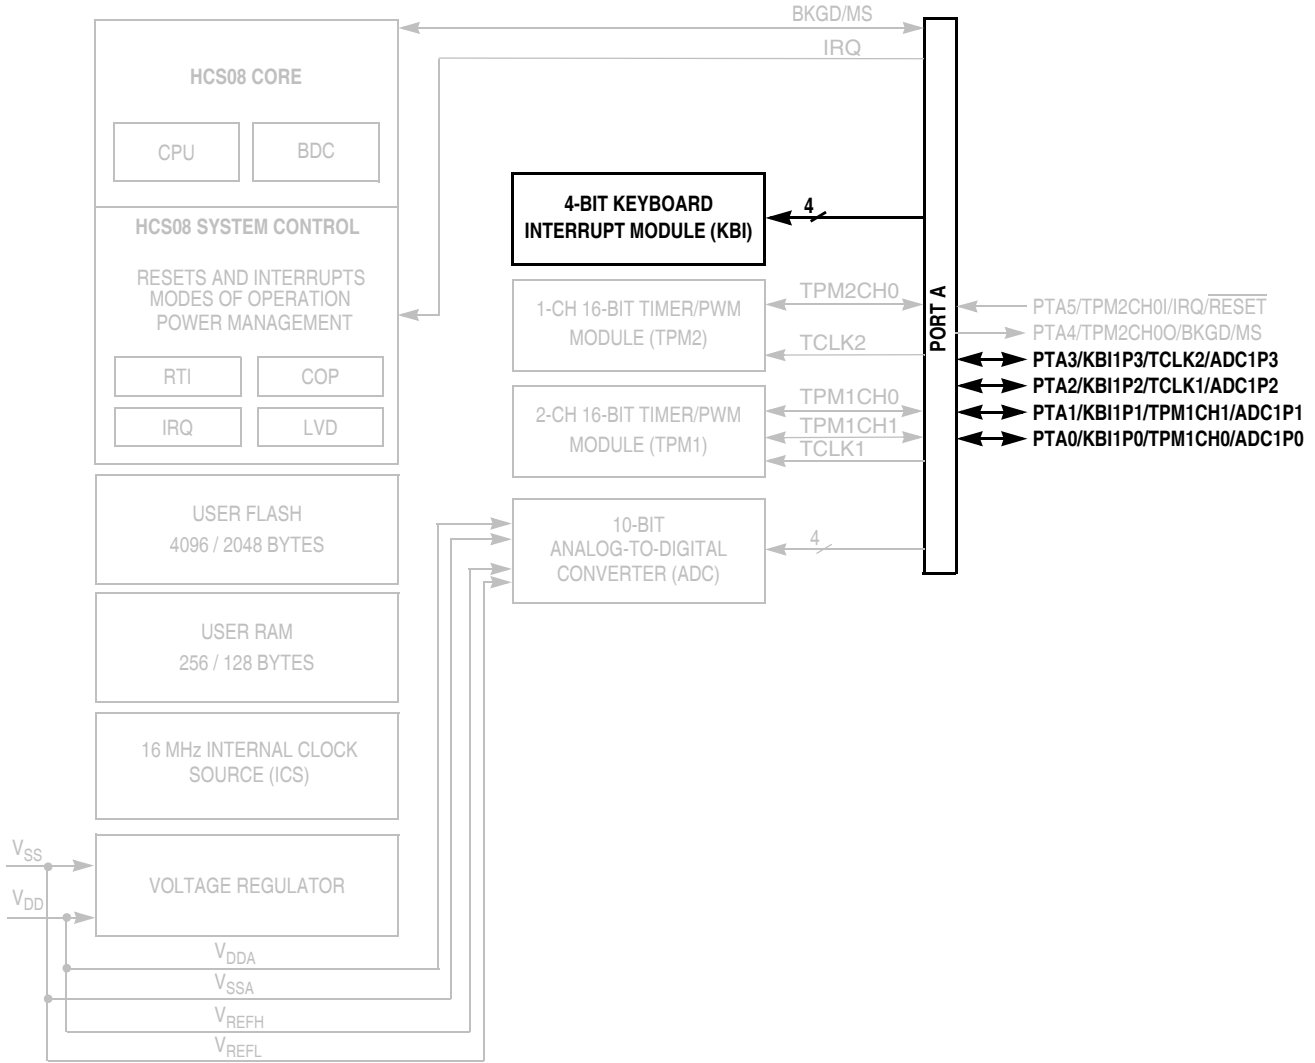 BKGD/MS
IRQ
HCS08 CORE
CPU
BDC
HCS08 SYSTEM CONTROL
RESETS AND INTERRUPTS
MODES OF OPERATION
POWER MANAGEMENT
RTI
COP
IRQ
LVD
USER FLASH
4096 / 2048 BYTES
USER RAM
256 / 128 BYTES
16 MHz INTERNAL CLOCK
SOURCE (ICS)
VOLTAGE REGULATOR
VSS
VDD
VDDA
VSSA
VREFH
VREFL
4-BIT KEYBOARD
INTERRUPT MODULE (KBI)
4
1-CH 16-BIT TIMER/PWM
MODULE (TPM2)
TPM2CH0
TCLK2
2-CH 16-BIT TIMER/PWM
MODULE (TPM1)
TPM1CH0
TPM1CH1
TCLK1
10-BIT
ANALOG-TO-DIGITAL
CONVERTER (ADC)
4
PORT A
PTA5/TPM2CH0I/IRQ/RESET
PTA4/TPM2CH0O/BKGD/MS
PTA3/KBI1P3/TCLK2/ADC1P3
PTA2/KBI1P2/TCLK1/ADC1P2
PTA1/KBI1P1/TPM1CH1/ADC1P1
PTA0/KBI1P0/TPM1CH0/ADC1P0